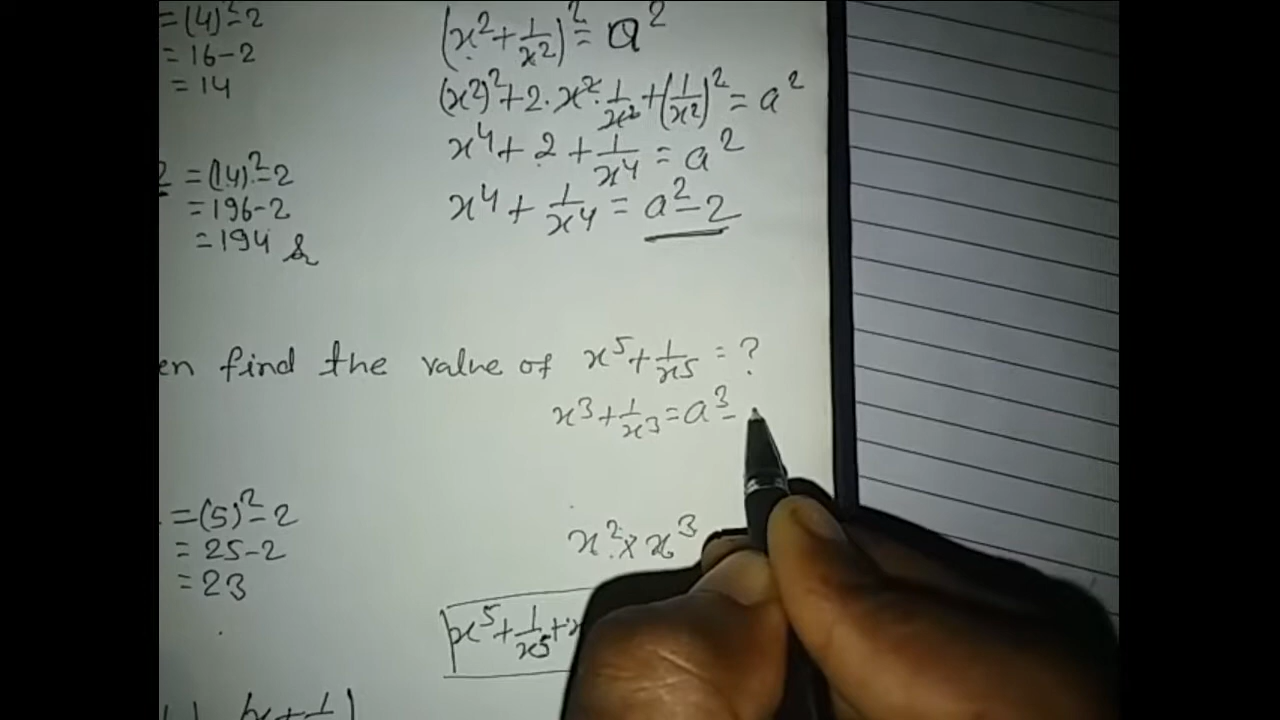 = (4)²-2
= 16-2
= 14
(x² + 1/x²)² = a²
(x²)² + 2·x²·1/x² + (1/x²)² = a²
x⁴ + 2 + 1/x⁴ = a²
x⁴ + 1/x⁴ = a²-2
2 = (14)²-2
= 196-2
= 194
en find the value of x⁵ + 1/x⁵ = ?
x³ + 1/x³ = a³-
= (5)²-2
= 25-2
= 23
x² × x³
x⁵ + 1/x⁵ +